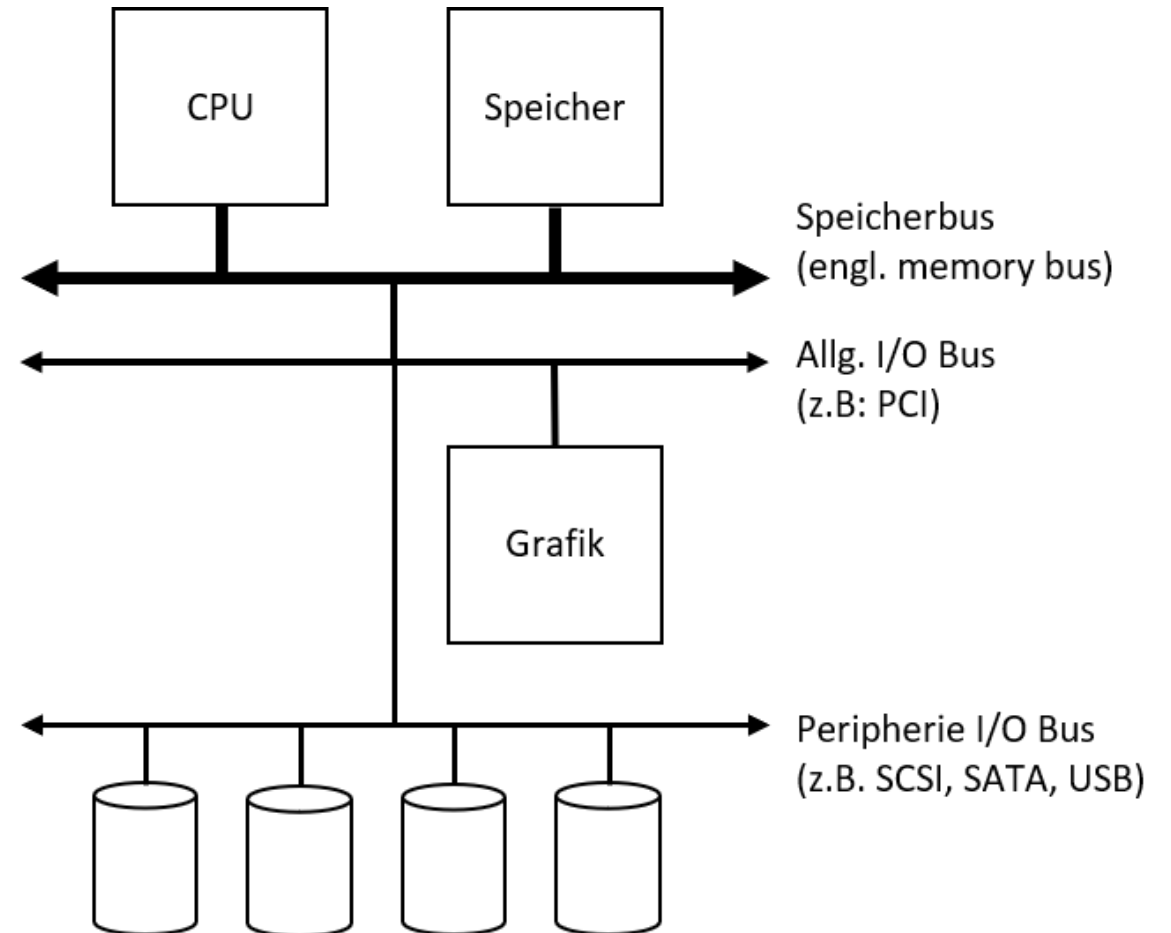 CPU
Speicher
Speicherbus
(engl. memory bus)
Allg. I/O Bus
(z.B: PCI)
Grafik
Peripherie I/O Bus
(z.B. SCSI, SATA, USB)